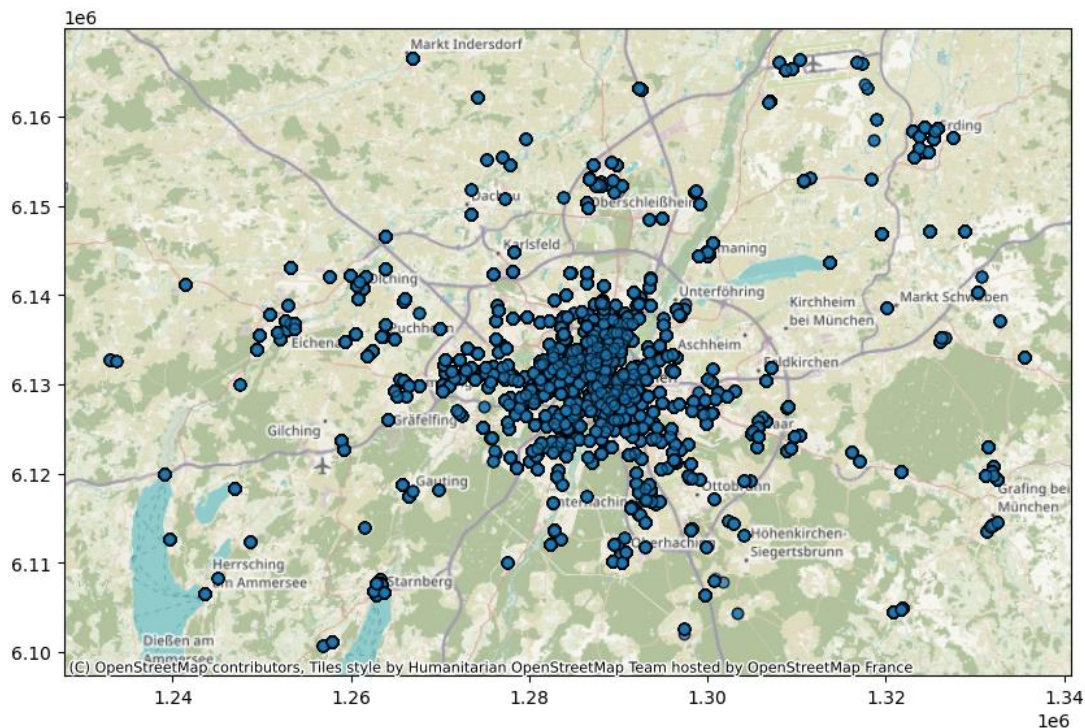 1e6
Markt Indersdorf
6.16
Erding
6.15
Dachau
Oberschleißheim
Karlsfeld
6.14
Unterföhring
Kirchheim
bei München
Markt Schwaben
Aschheim
Feldkirchen
6.13
Gräfelfing
Gilching
6.12
Gauting
Ottobrunn
Grafing bei
München
Oberhaching
Höhenkirchen-
Siegertsbrunn
6.11
Herrsching
am Ammersee
Starnberg
Dießen am
Ammersee
6.10
(C) OpenStreetMap contributors, Tiles style by Humanitarian OpenStreetMap Team hosted by OpenStreetMap France
1.24
1.26
1.28
1.30
1.32
1.34
1e6